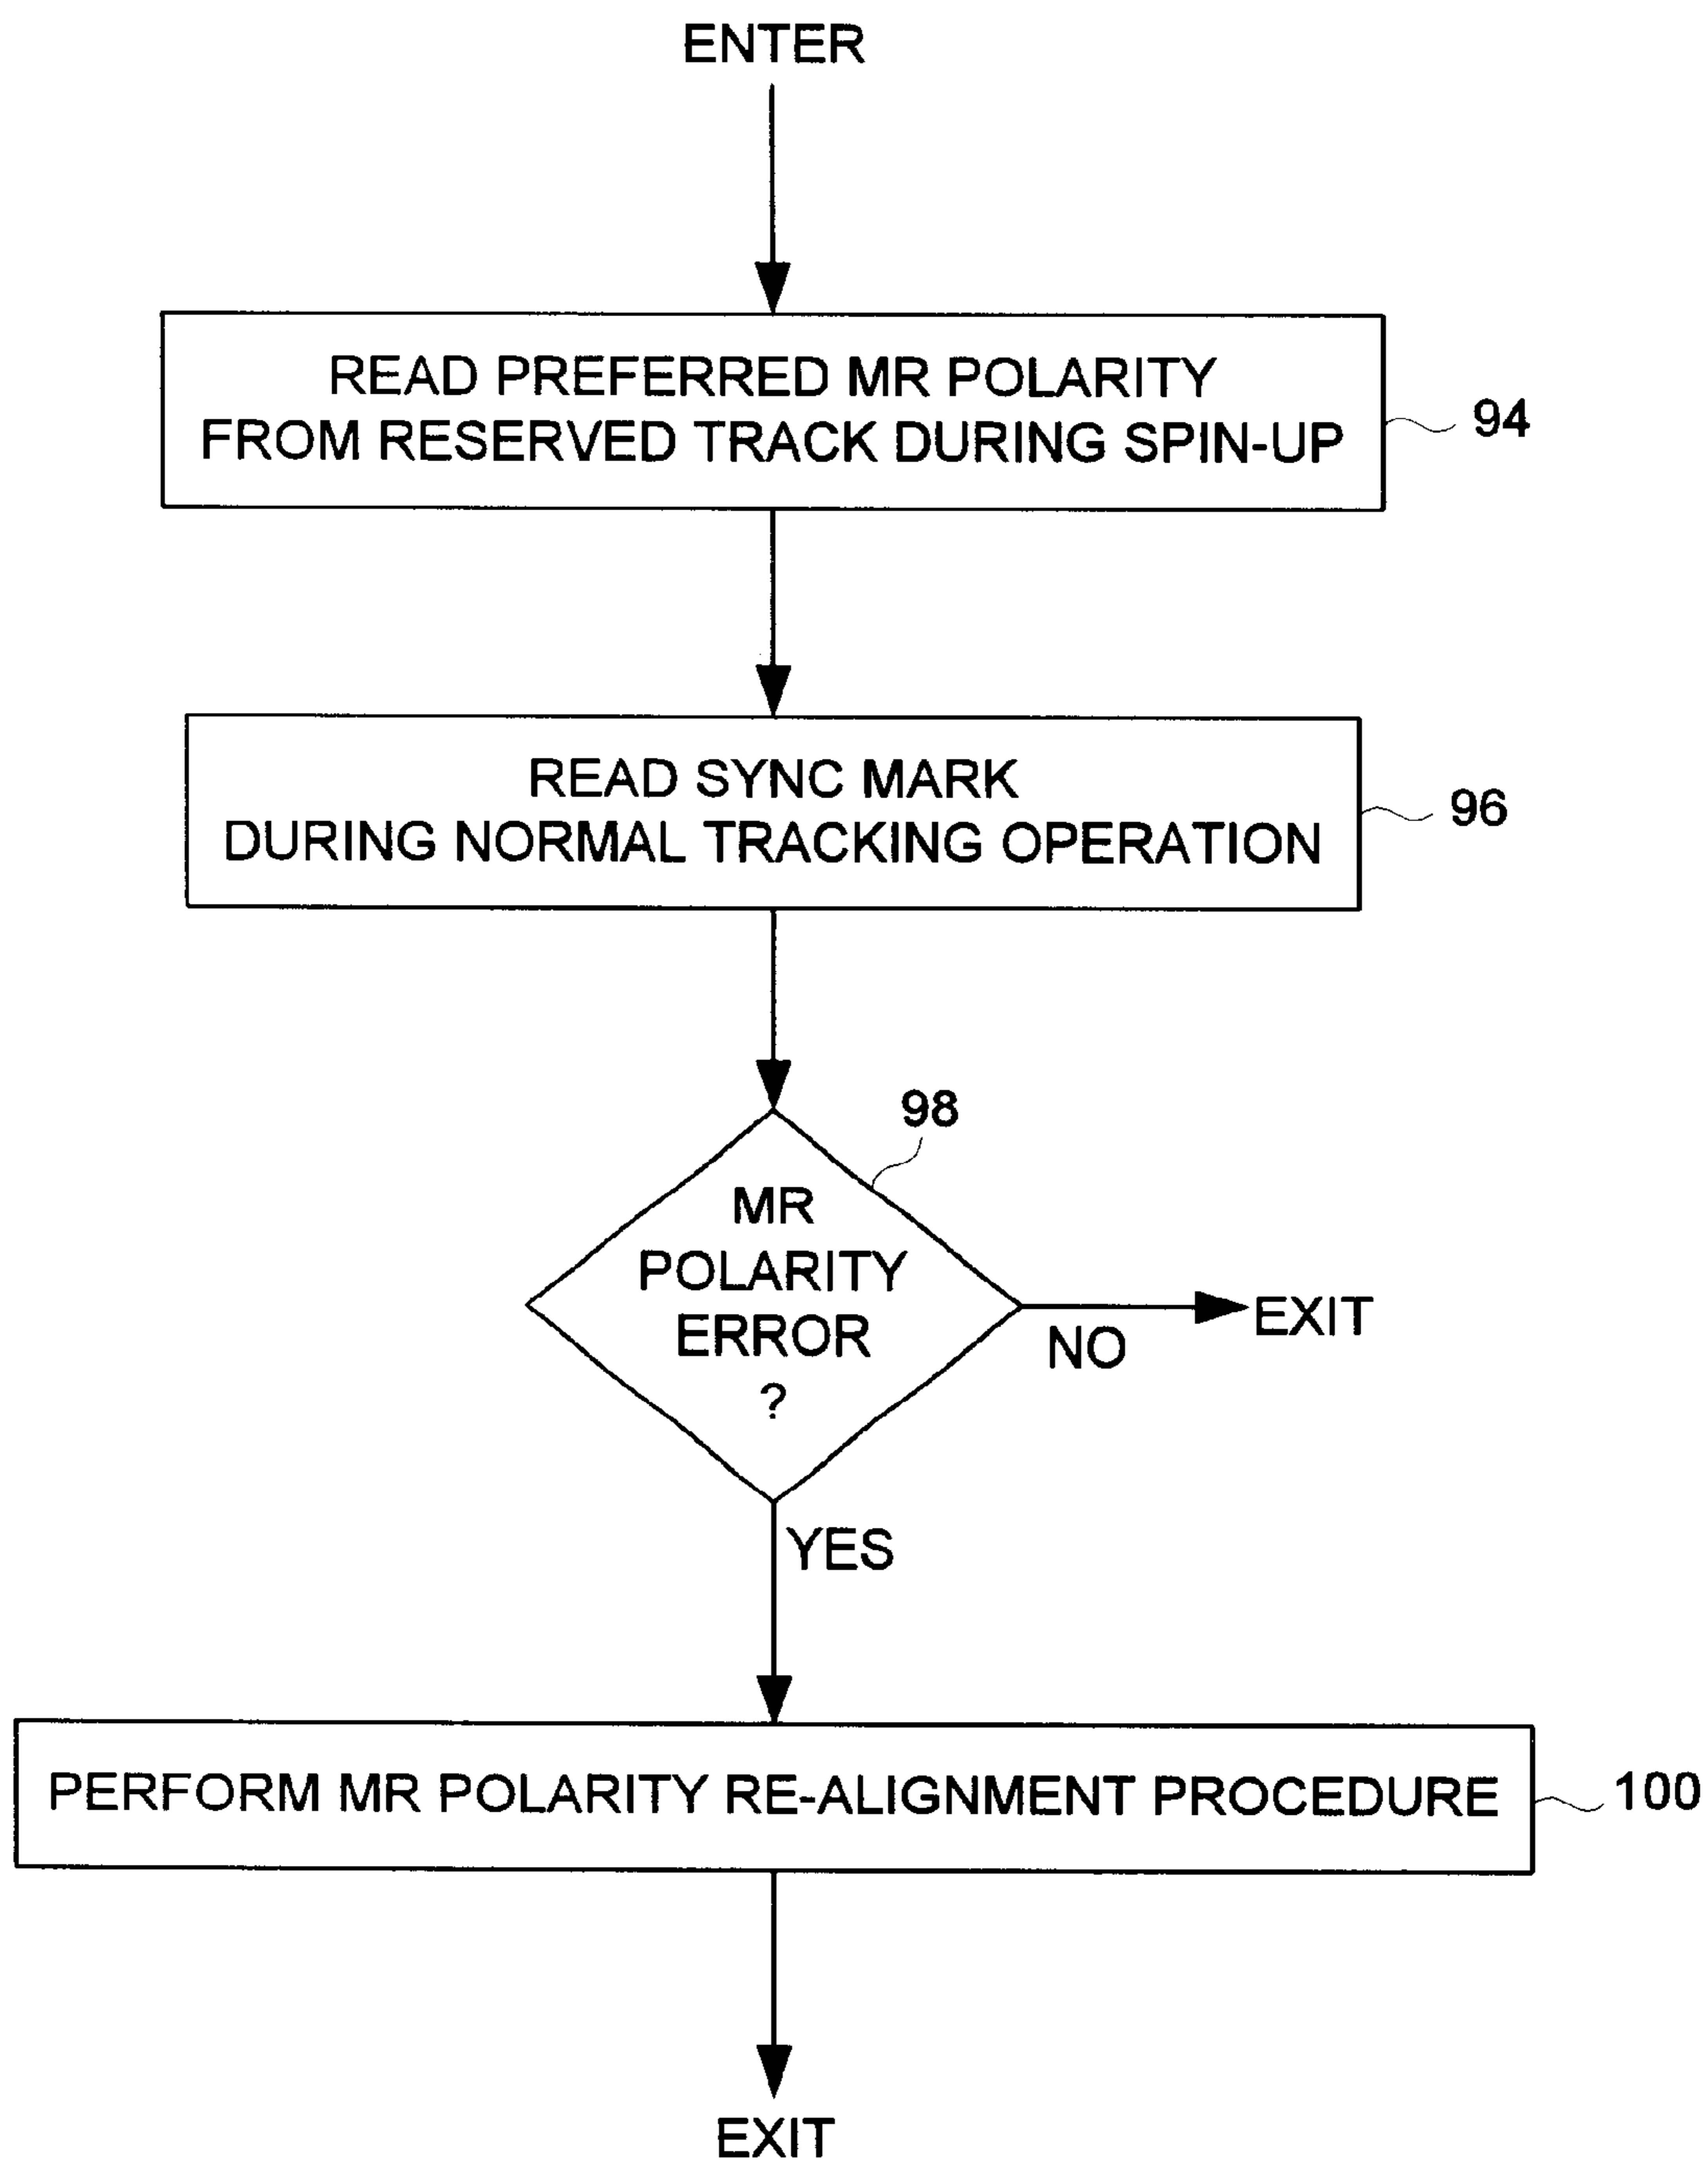 ENTER
READ PREFERRED MR POLARITY
FROM RESERVED TRACK DURING SPIN-UP
94
READ SYNC MARK
DURING NORMAL TRACKING OPERATION
96
98
MR
POLARITY
ERROR
?
NO
EXIT
YES
PERFORM MR POLARITY RE-ALIGNMENT PROCEDURE
100
EXIT